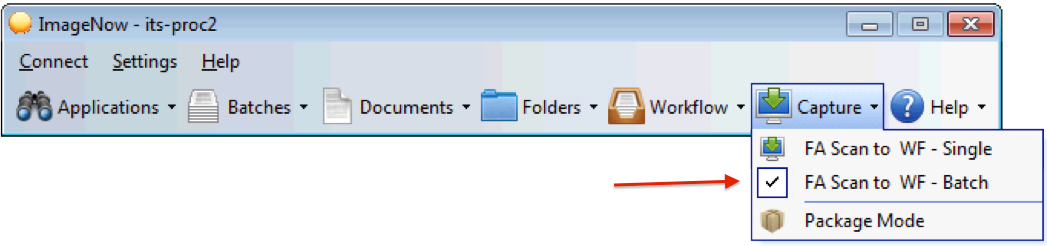 ImageNow - its-proc2
Connect Settings Help
Applications Batches Documents Folders Workflow Capture Help
FA Scan to WF - Single
FA Scan to WF - Batch
Package Mode